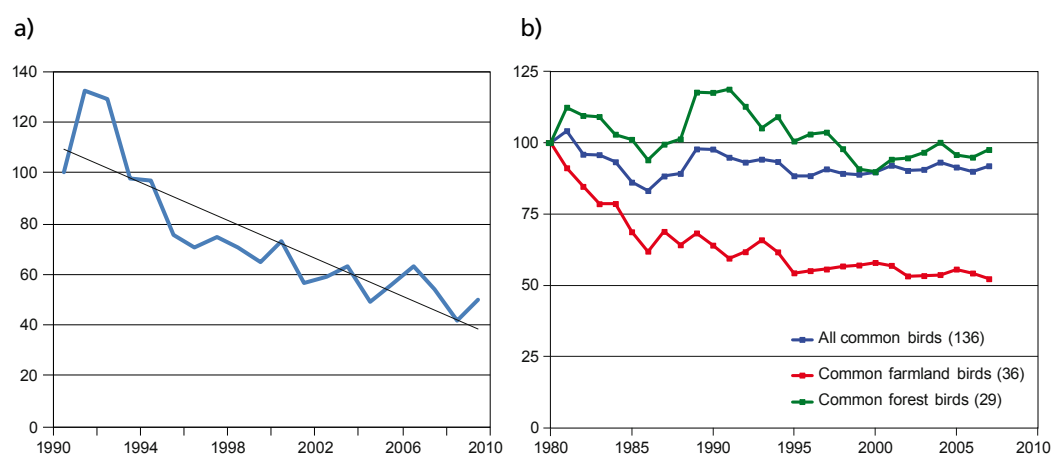 a)
140
120
100
80
60
40
20
0
1990 1994 1998 2002 2006 2010
b)
125
100
75
50
25
0
1980 1985 1990 1995 2000 2005 2010
All common birds (136)
Common farmland birds (36)
Common forest birds (29)